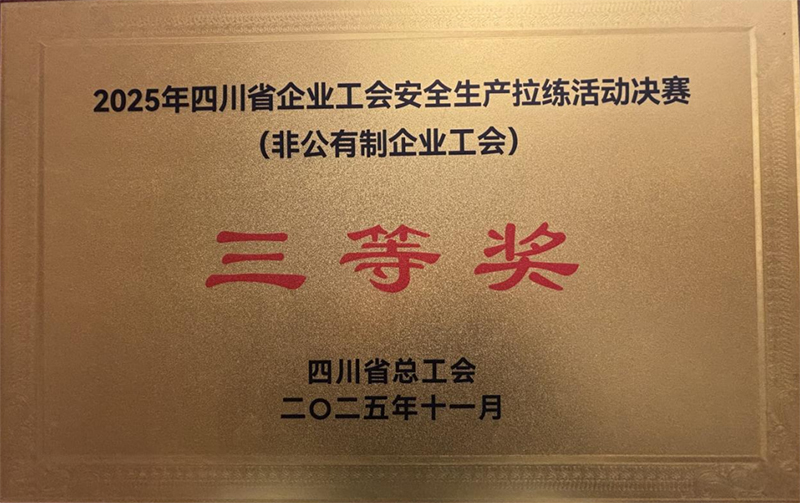 2025年四川省企业工会安全生产拉练活动决赛
（非公有制企业工会）
三等奖
四川省总工会
二〇二五年十一月